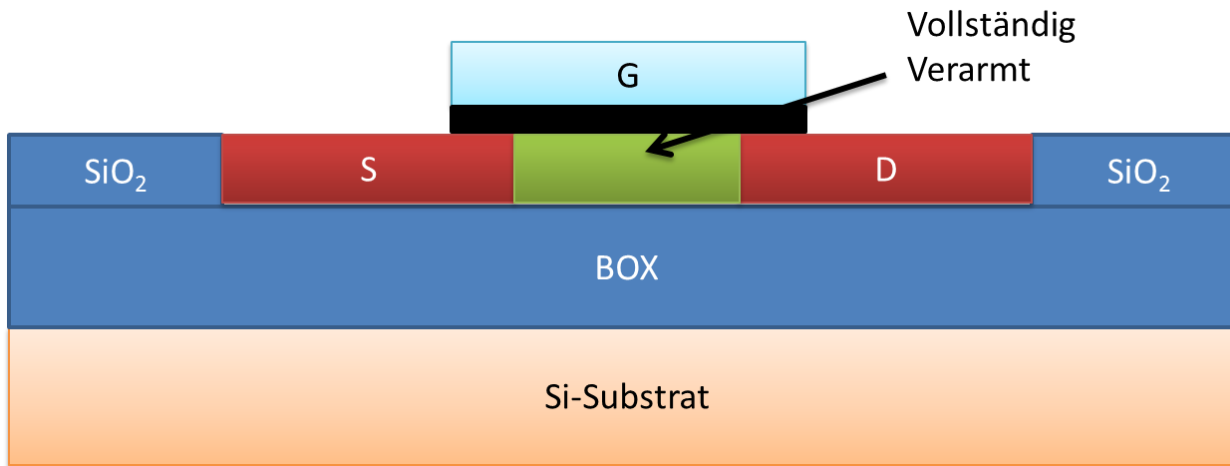 Vollständig
Verarmt
G
SiO₂
S
D
SiO₂
BOX
Si-Substrat